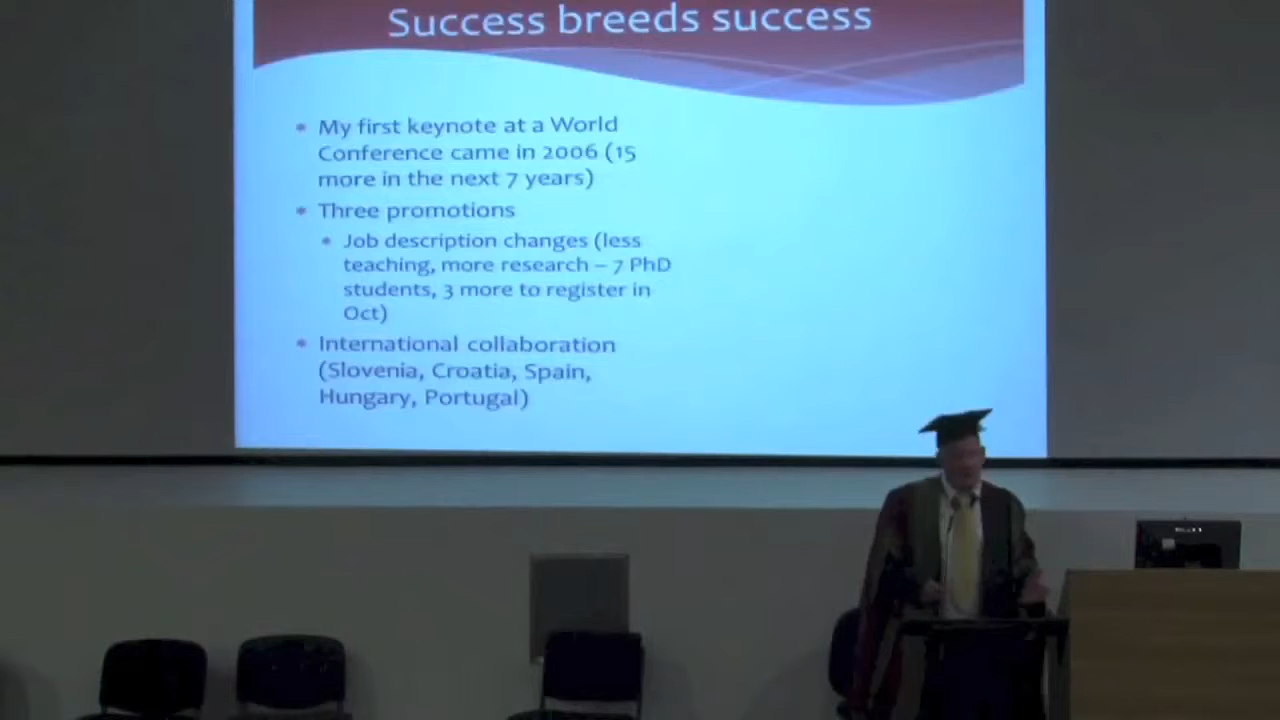 Success breeds success
My first keynote at a World
Conference came in 2006 (15
more in the next 7 years)
Three promotions
Job description changes (less
teaching, more research – 7 PhD
students, 3 more to register in
Oct)
International collaboration
(Slovenia, Croatia, Spain,
Hungary, Portugal)